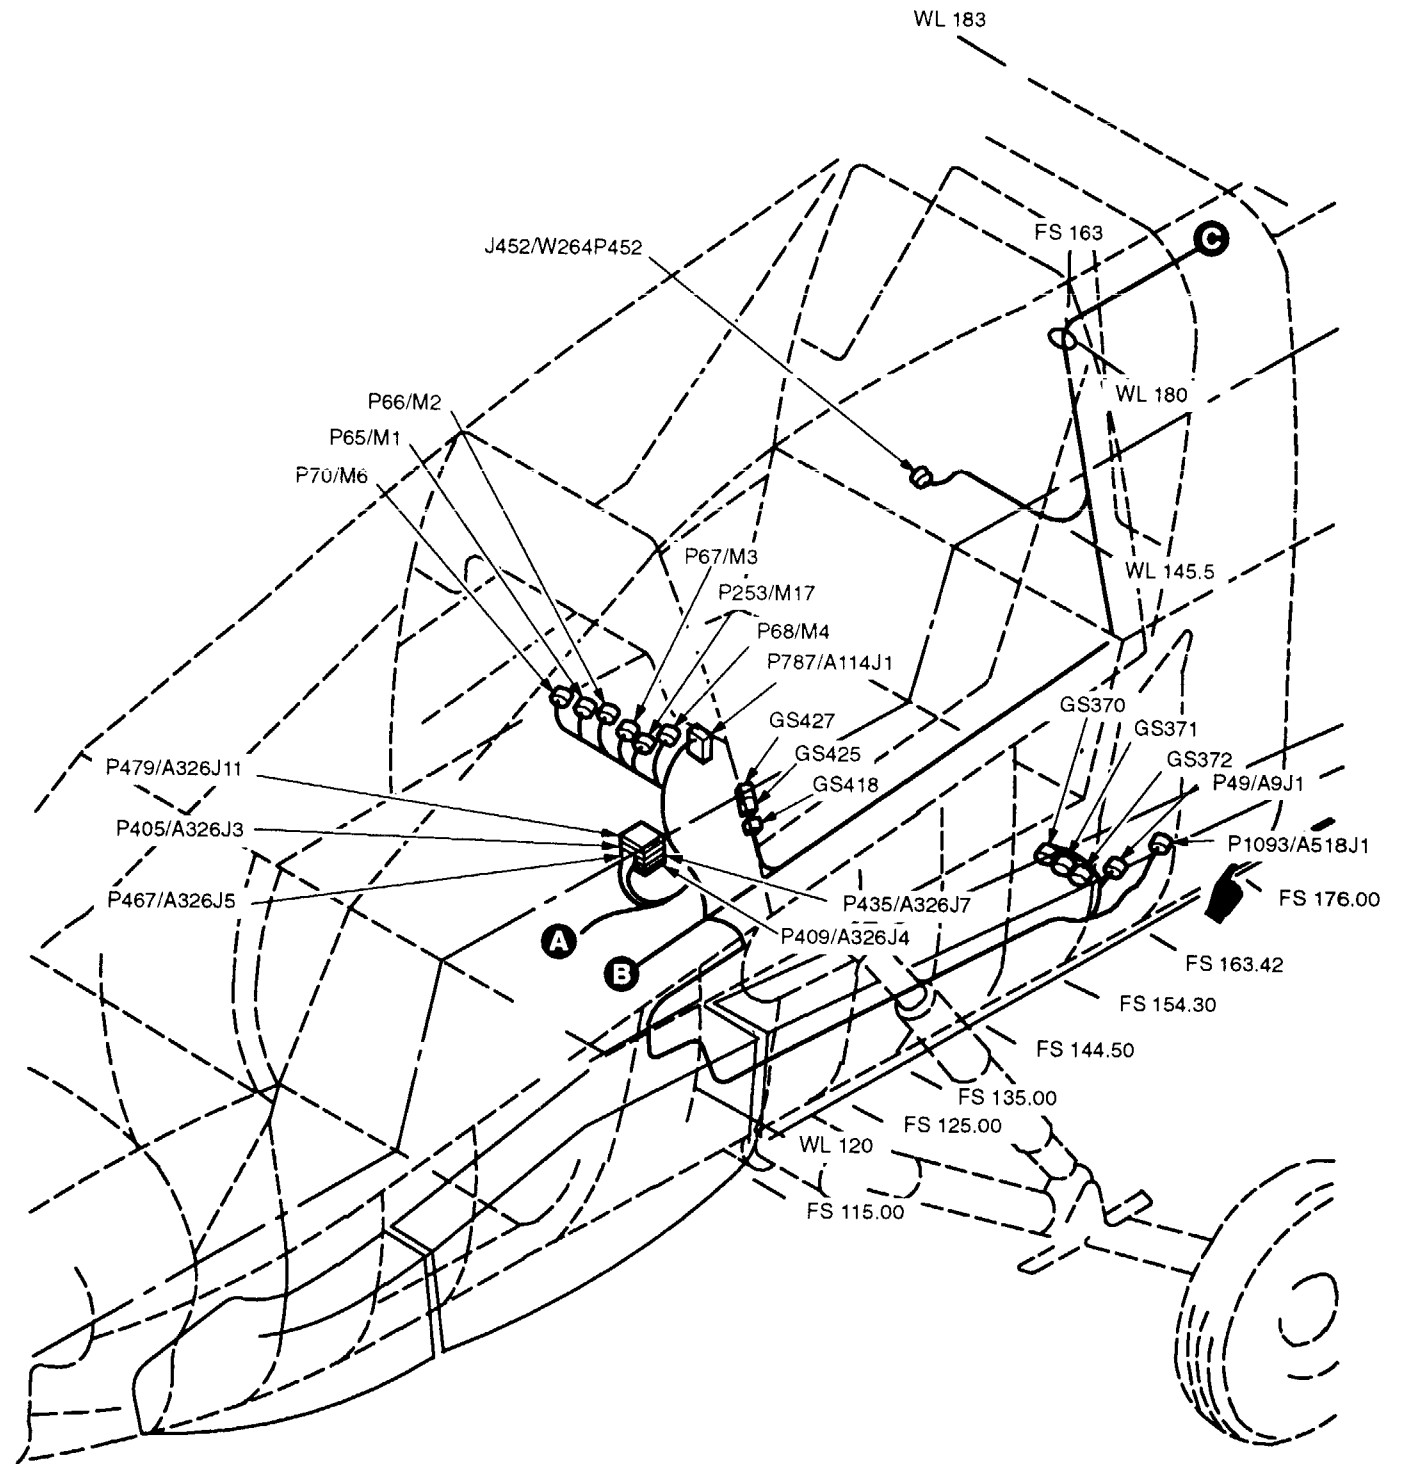 WL 183
FS 163
C
J452/W264P452
WL 180
P66/M2
P65/M1
P70/M6
P67/M3
WL 145.5
P253/M17
P68/M4
P787/A114J1
GS370
GS427
GS371
GS425
GS372
P479/A326J11
GS418
P49/A9J1
P405/A326J3
P1093/A518J1
P467/A326J5
P435/A326J7
FS 176.00
A
P409/A326J4
B
FS 163.42
FS 154.30
FS 144.50
FS 135.00
FS 125.00
WL 120
FS 115.00